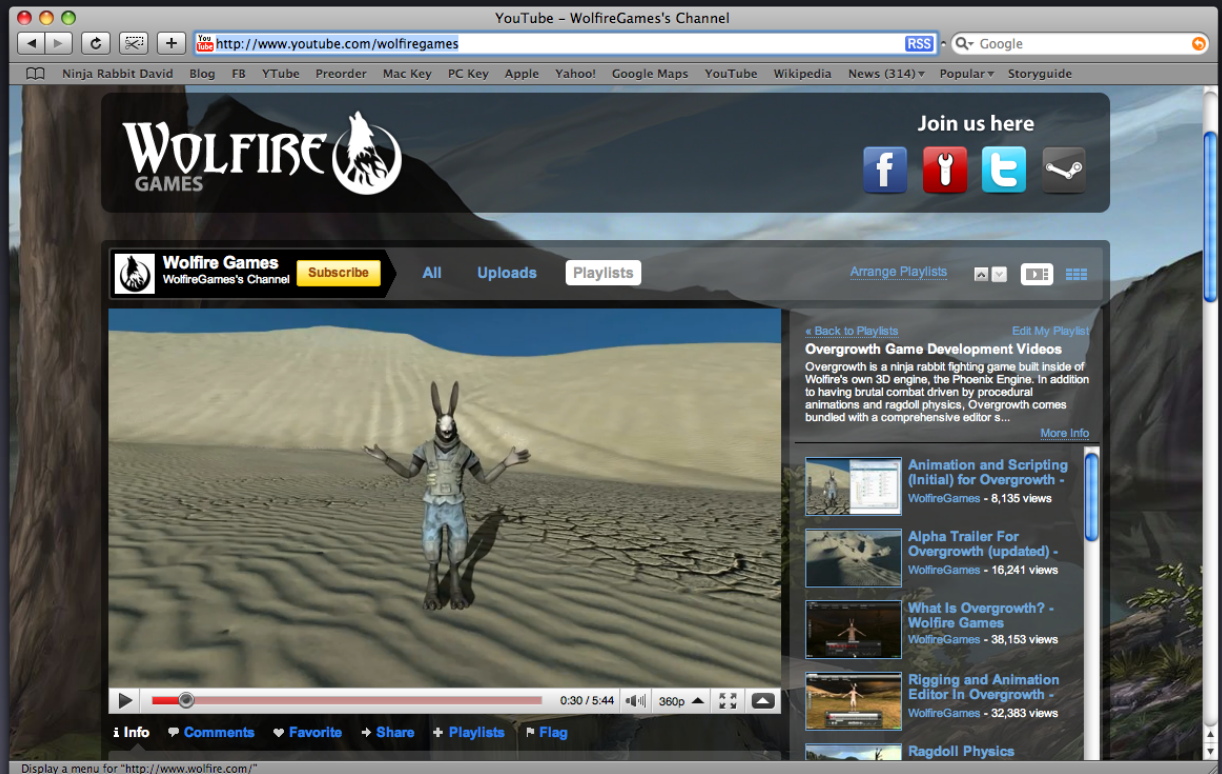 YouTube - WolfireGames's Channel
You Tube http://www.youtube.com/wolfiregames RSS Google
Ninja Rabbit David Blog FB YTube Preorder Mac Key PC Key Apple Yahoo! Google Maps YouTube Wikipedia News (314) Popular Storyguide
WOLFIRE
GAMES
Join us here
Wolfire Games
WolfireGames's Channel
Subscribe
All Uploads Playlists
Arrange Playlists
« Back to Playlists Edit My Playlist
Overgrowth Game Development Videos
Overgrowth is a ninja rabbit fighting game built inside of
Wolfire's own 3D engine, the Phoenix Engine. In addition
to having brutal combat driven by procedural
animations and ragdoll physics, Overgrowth comes
bundled with a comprehensive editor s...
More Info
Animation and Scripting
(Initial) for Overgrowth -
WolfireGames - 8,135 views
Alpha Trailer For
Overgrowth (updated) -
WolfireGames - 16,241 views
What Is Overgrowth? -
Wolfire Games
WolfireGames - 38,153 views
Rigging and Animation
Editor In Overgrowth -
WolfireGames - 32,383 views
Ragdoll Physics
0:30 / 5:44 360p
Info Comments Favorite Share Playlists Flag
Display a menu for "http://www.wolfire.com/"